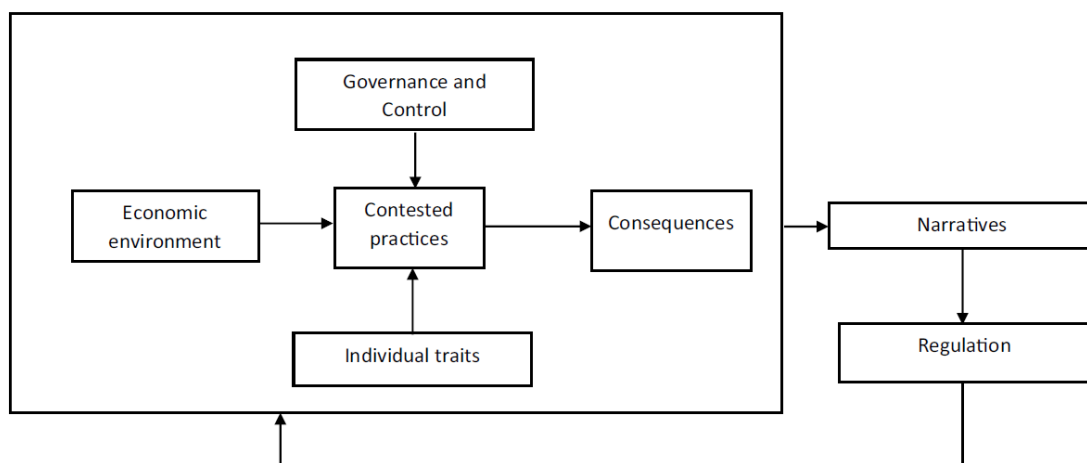 Governance and
Control
Economic
environment
Contested
practices
Consequences
Narratives
Individual traits
Regulation